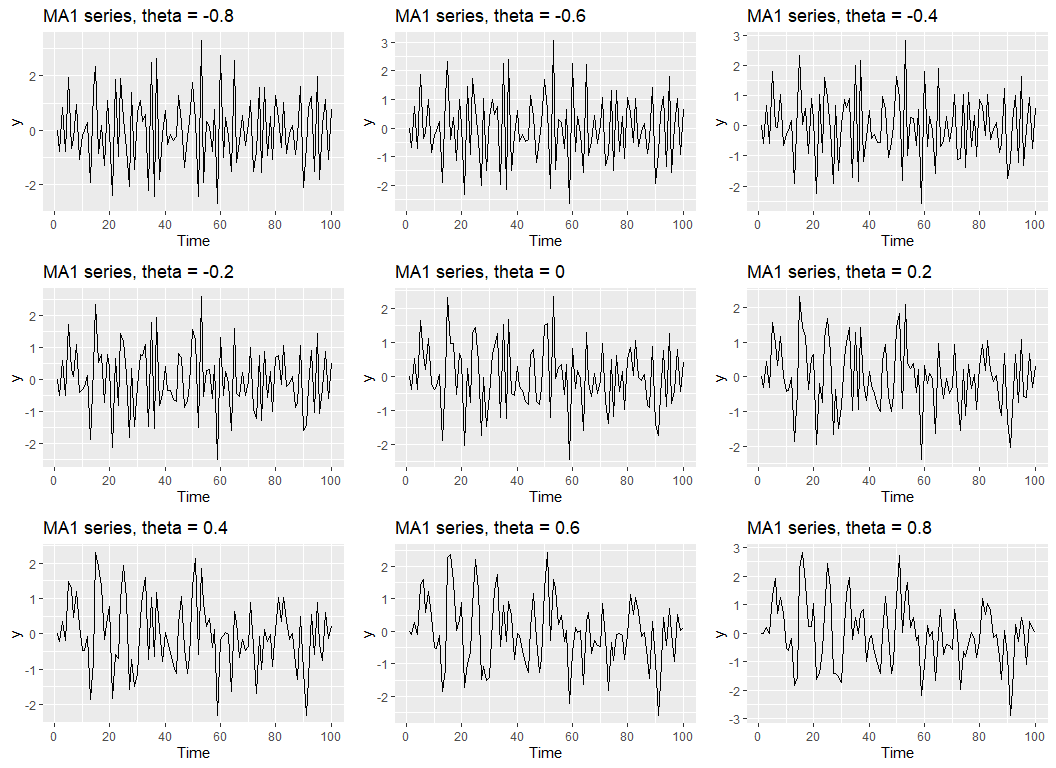 MA1 series, theta = -0.8
2
0
-2
y
0 20 40 60 80 100
Time
MA1 series, theta = -0.6
3
2
1
0
-1
-2
y
0 20 40 60 80 100
Time
MA1 series, theta = -0.4
3
2
1
0
-1
-2
y
0 20 40 60 80 100
Time
MA1 series, theta = -0.2
2
1
0
-1
-2
y
0 20 40 60 80 100
Time
MA1 series, theta = 0
2
1
0
-1
-2
y
0 20 40 60 80 100
Time
MA1 series, theta = 0.2
2
1
0
-1
-2
y
0 20 40 60 80 100
Time
MA1 series, theta = 0.4
2
1
0
-1
-2
y
0 20 40 60 80 100
Time
MA1 series, theta = 0.6
2
1
0
-1
-2
y
0 20 40 60 80 100
Time
MA1 series, theta = 0.8
3
2
1
0
-1
-2
-3
y
0 20 40 60 80 100
Time